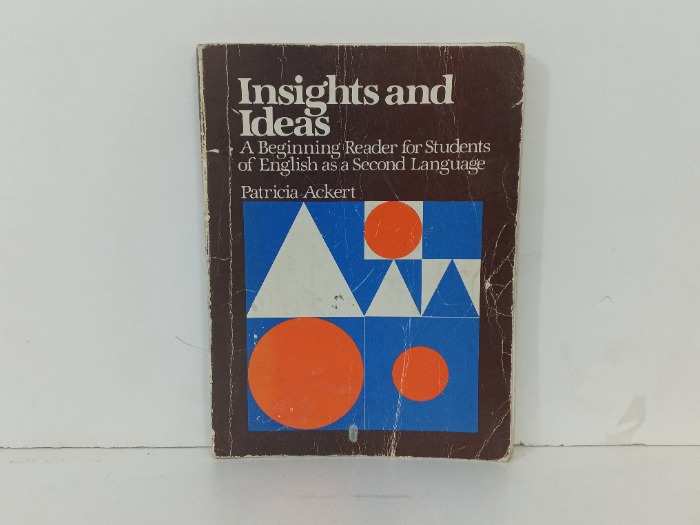 Insights and
Ideas
A Beginning Reader for Students
of English as a Second Language
Patricia Ackert